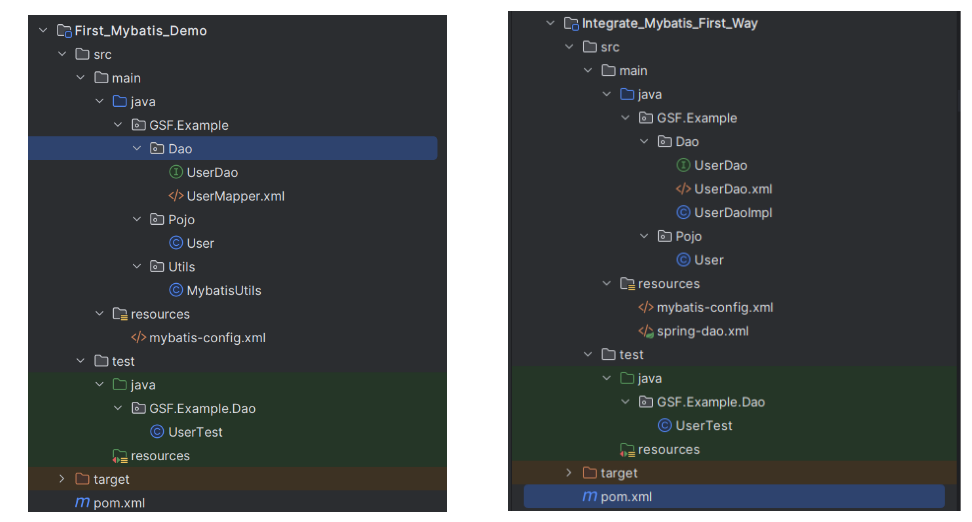 First_Mybatis_Demo
src
main
java
GSF.Example
Dao
UserDao
UserMapper.xml
Pojo
User
Utils
MybatisUtils
resources
mybatis-config.xml
test
java
GSF.Example.Dao
UserTest
resources
target
pom.xml
Integrate_Mybatis_First_Way
src
main
java
GSF.Example
Dao
UserDao
UserDao.xml
UserDaoImpl
Pojo
User
resources
mybatis-config.xml
spring-dao.xml
test
java
GSF.Example.Dao
UserTest
resources
target
pom.xml